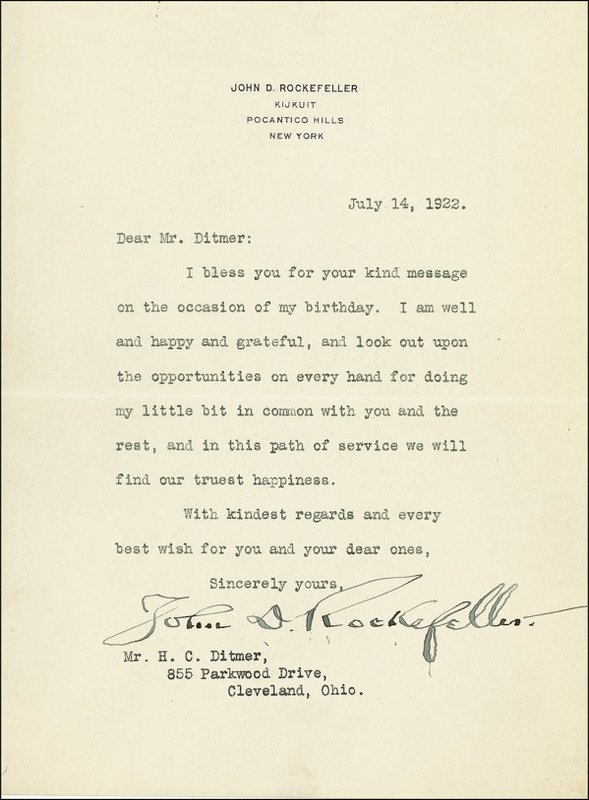 JOHN D. ROCKEFELLER
KIJKUIT
POCANTICO HILLS
NEW YORK
July 14, 1922.
Dear Mr. Ditmer:
I bless you for your kind message
on the occasion of my birthday. I am well
and happy and grateful, and look out upon
the opportunities on every hand for doing
my little bit in common with you and the
rest, and in this path of service we will
find our truest happiness.
With kindest regards and every
best wish for you and your dear ones,
Sincerely yours,
John D. Rockefeller.
Mr. H. C. Ditmer,
855 Parkwood Drive,
Cleveland, Ohio.